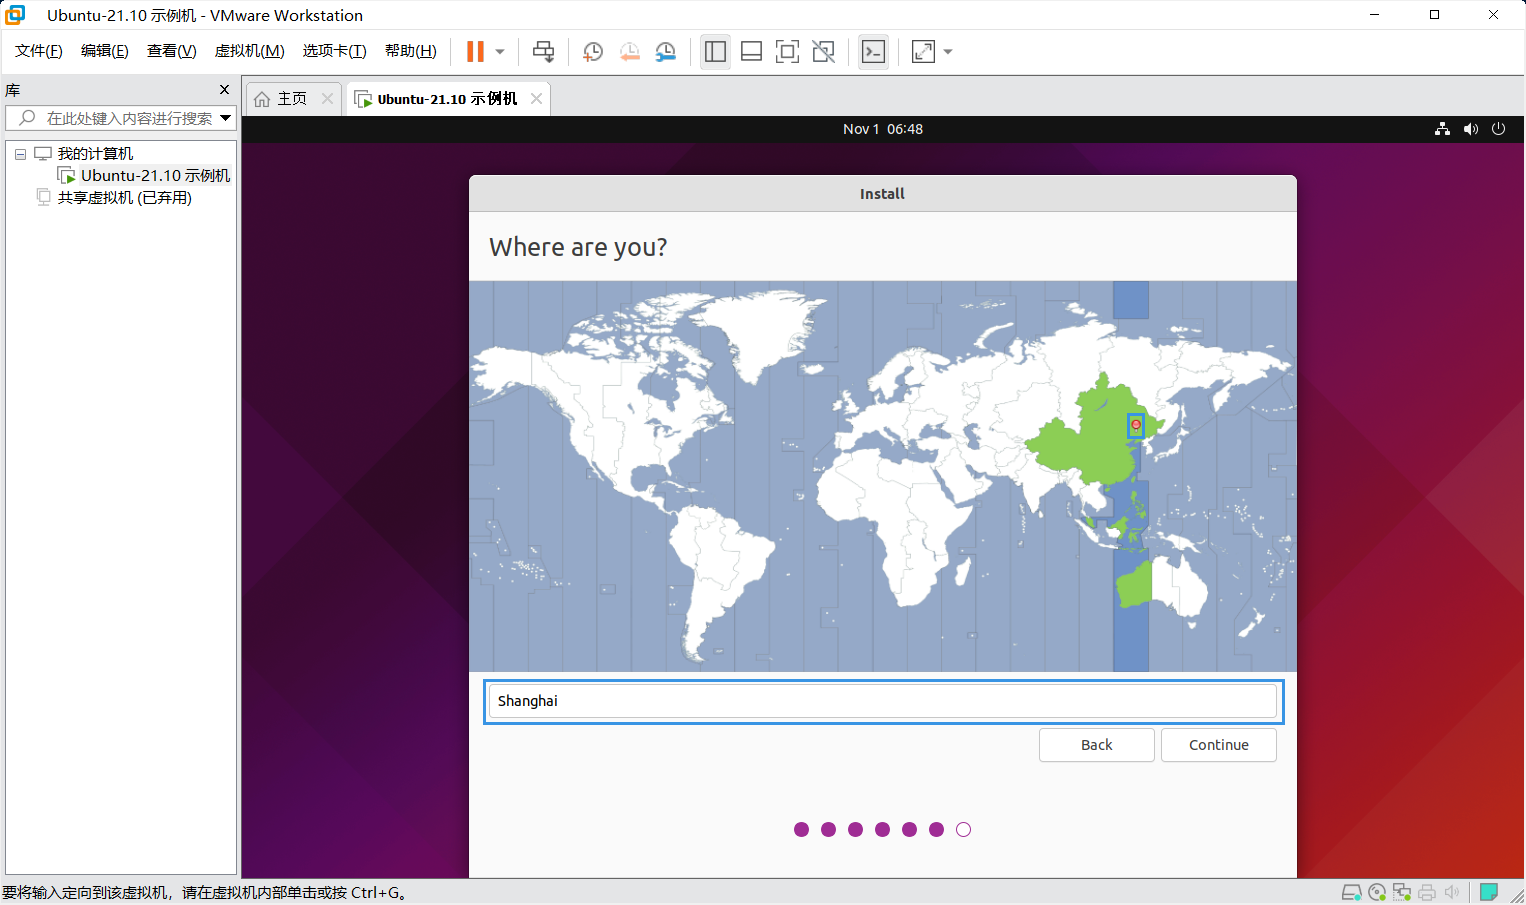 Ubuntu-21.10 示例机 - VMware Workstation
文件(F) 编辑(E) 查看(V) 虚拟机(M) 选项卡(T) 帮助(H)
库
在此处键入内容进行搜索
我的计算机
Ubuntu-21.10 示例机
共享虚拟机 (已弃用)
主页
Ubuntu-21.10 示例机
Nov 1 06:48
Install
Where are you?
Shanghai
Back
Continue
要将输入定向到该虚拟机，请在虚拟机内部单击或按 Ctrl+G。